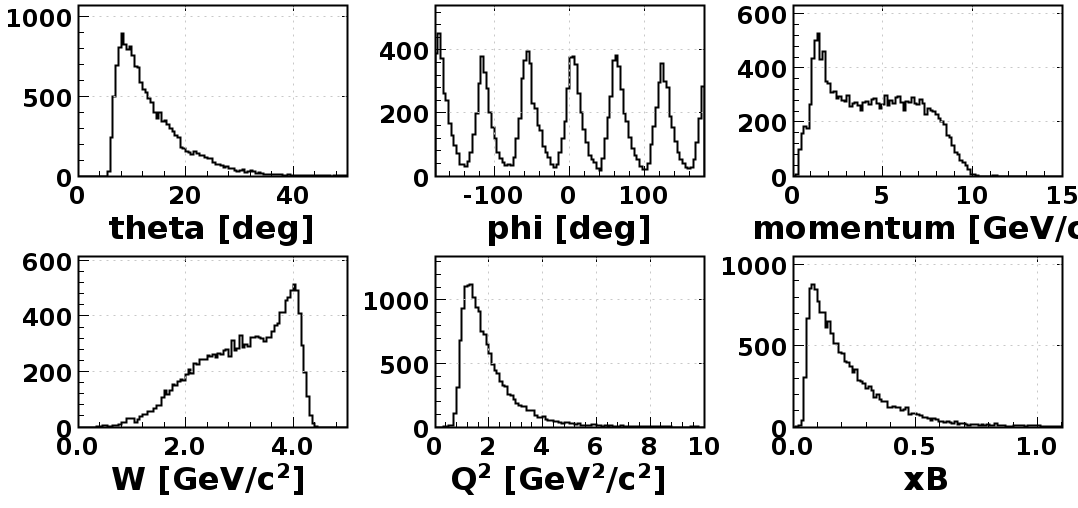 1000
500
0
0 20 40
theta [deg]
400
200
0
-100 0 100
phi [deg]
600
400
200
0
0 5 10 15
momentum [GeV/c
600
400
200
0
0.0 2.0 4.0
W [GeV/c²]
1000
500
0
0 2 4 6 8 10
Q² [GeV²/c²]
1000
500
0
0.0 0.5 1.0
xB